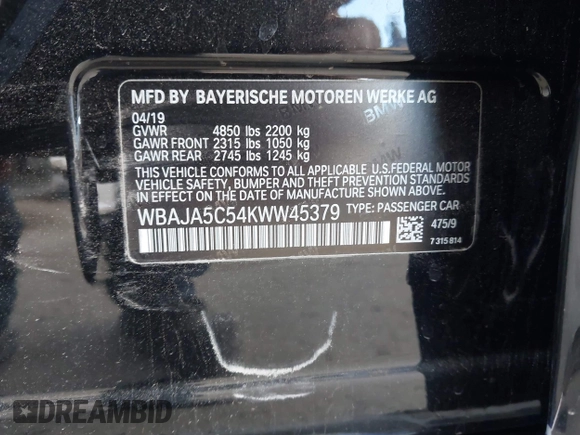 MFD BY BAYERISCHE MOTOREN WERKE AG
04/19
GVWR 4850 lbs 2200 kg
GAWR FRONT 2315 lbs 1050 kg
GAWR REAR 2745 lbs 1245 kg
THIS VEHICLE CONFORMS TO ALL APPLICABLE U.S.FEDERAL MOTOR
VEHICLE SAFETY, BUMPER AND THEFT PREVENTION STANDARDS
IN EFFECT ON THE DATE OF MANUFACTURE SHOWN ABOVE.
WBAJA5C54KWW45379 TYPE: PASSENGER CAR
475/9
7 315 814
BMW
BMW
DREAMBID